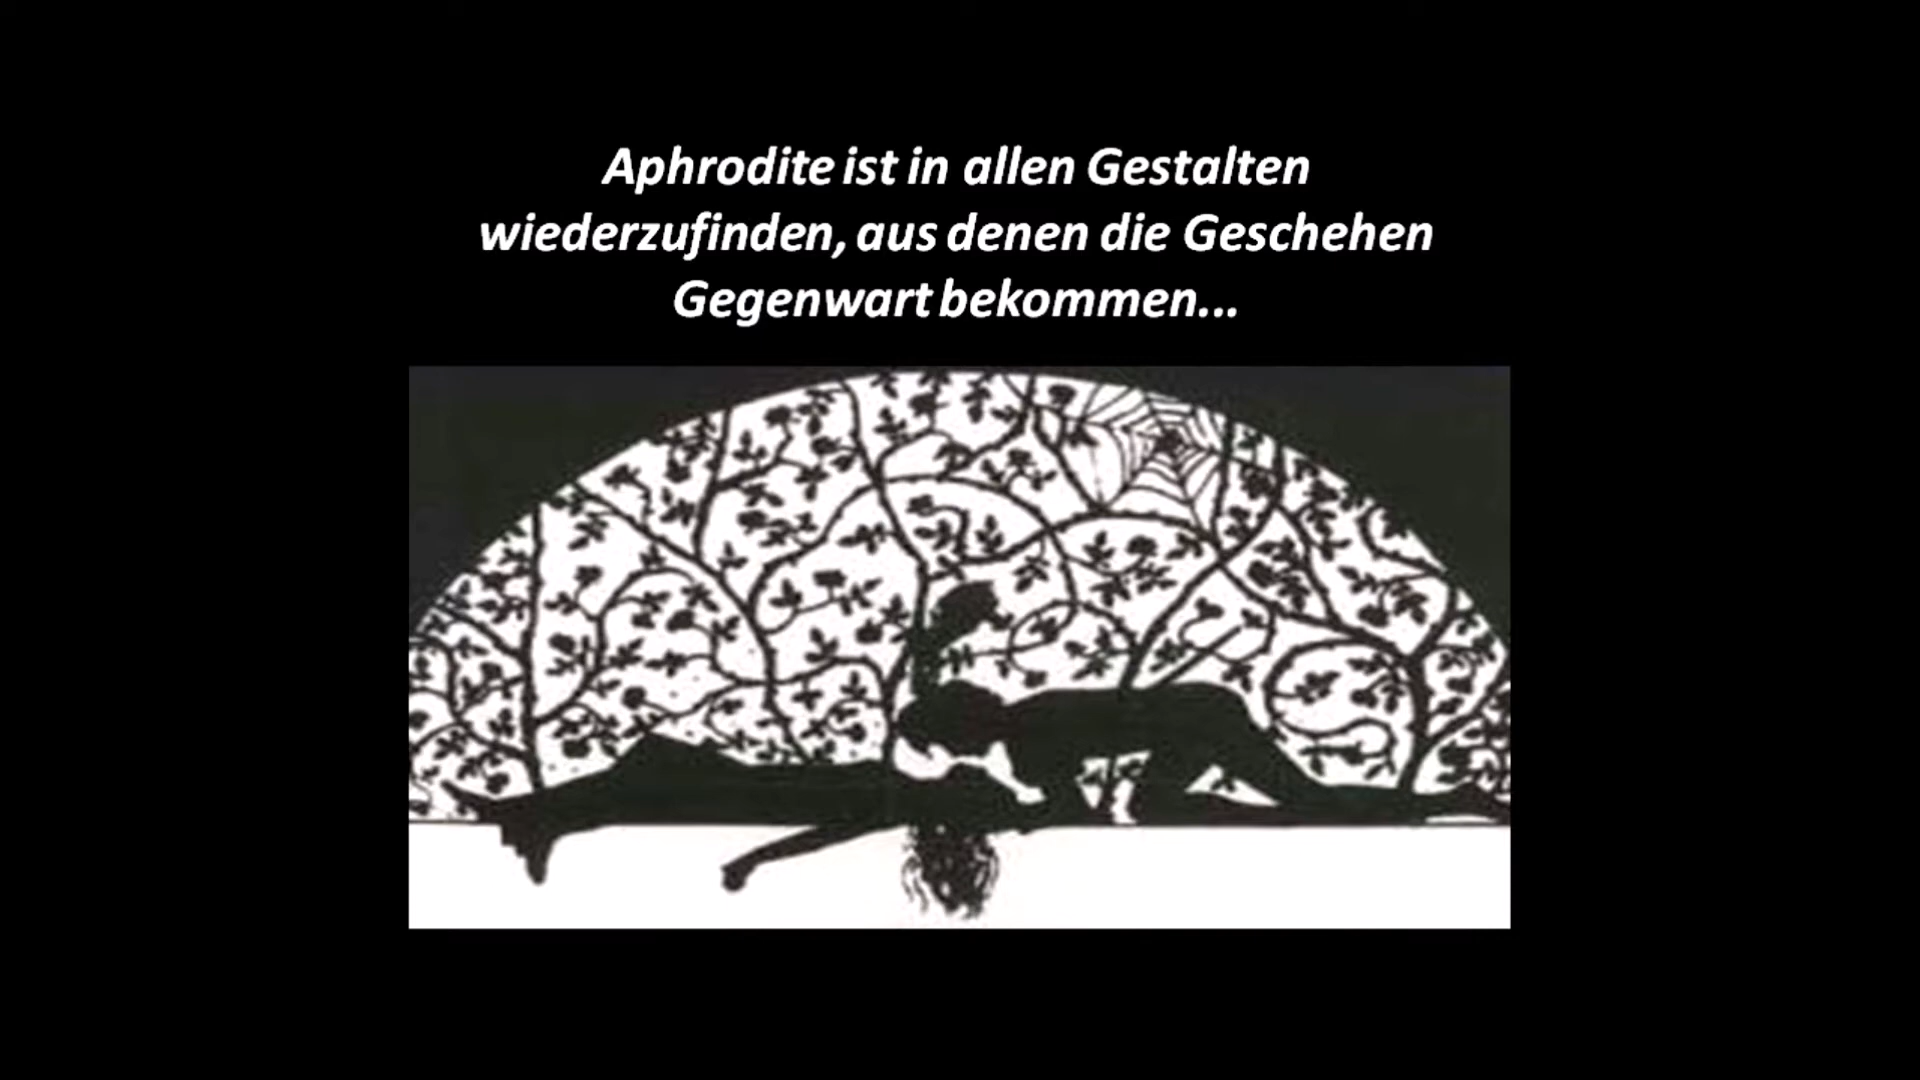 Aphrodite ist in allen Gestalten
wiederzufinden, aus denen die Geschehen
Gegenwart bekommen...